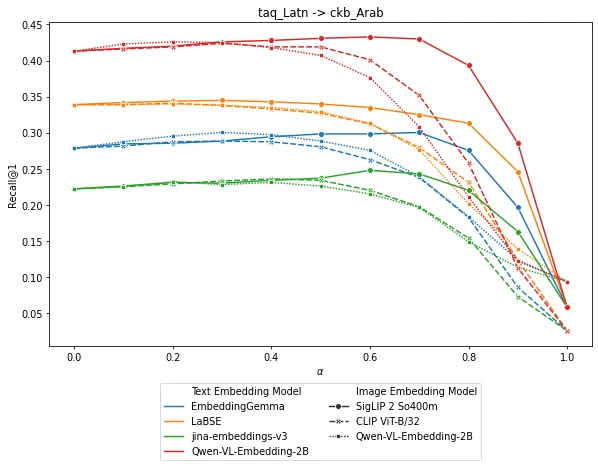 taq_Latn -> ckb_Arab
Recall@1
0.45
0.40
0.35
0.30
0.25
0.20
0.15
0.10
0.05
0.0 0.2 0.4 0.6 0.8 1.0
α
Text Embedding Model
EmbeddingGemma
LaBSE
jina-embeddings-v3
Qwen-VL-Embedding-2B
Image Embedding Model
SigLIP 2 So400m
CLIP ViT-B/32
Qwen-VL-Embedding-2B